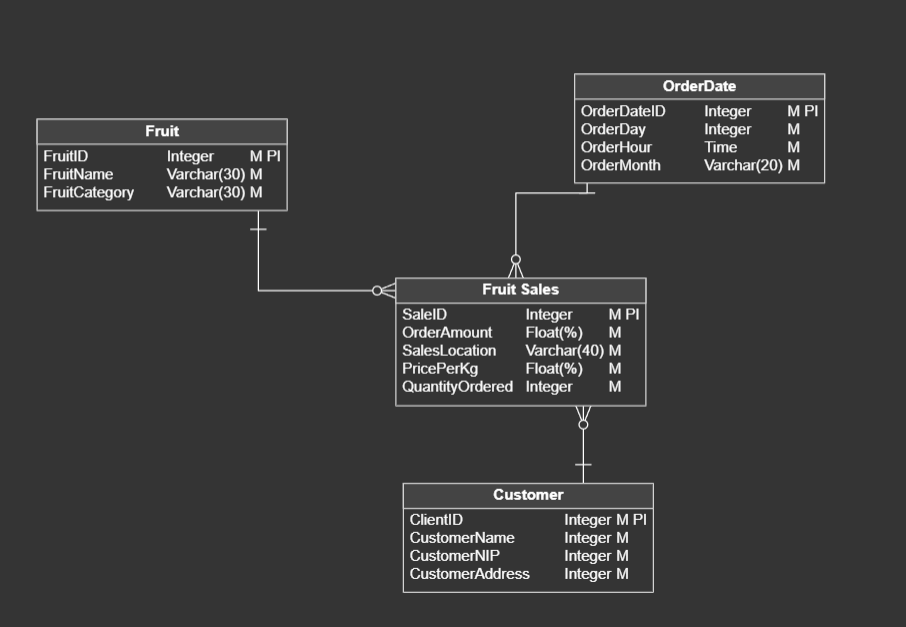 OrderDate
OrderDateID Integer M PI
OrderDay Integer M
OrderHour Time M
OrderMonth Varchar(20) M
Fruit
FruitID Integer M PI
FruitName Varchar(30) M
FruitCategory Varchar(30) M
Fruit Sales
SaleID Integer M PI
OrderAmount Float(%) M
SalesLocation Varchar(40) M
PricePerKg Float(%) M
QuantityOrdered Integer M
Customer
ClientID Integer M PI
CustomerName Integer M
CustomerNIP Integer M
CustomerAddress Integer M